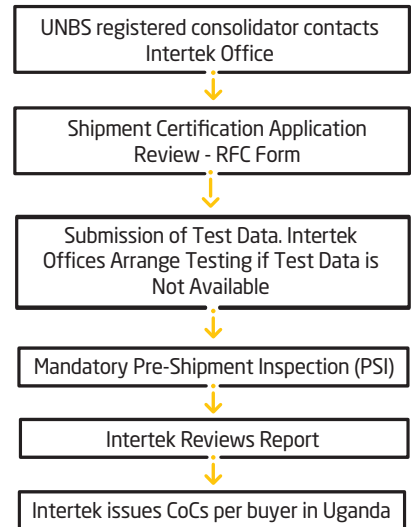 UNBS registered consolidator contacts
Intertek Office
Shipment Certification Application
Review - RFC Form
Submission of Test Data. Intertek
Offices Arrange Testing if Test Data is
Not Available
Mandatory Pre-Shipment Inspection (PSI)
Intertek Reviews Report
Intertek issues CoCs per buyer in Uganda